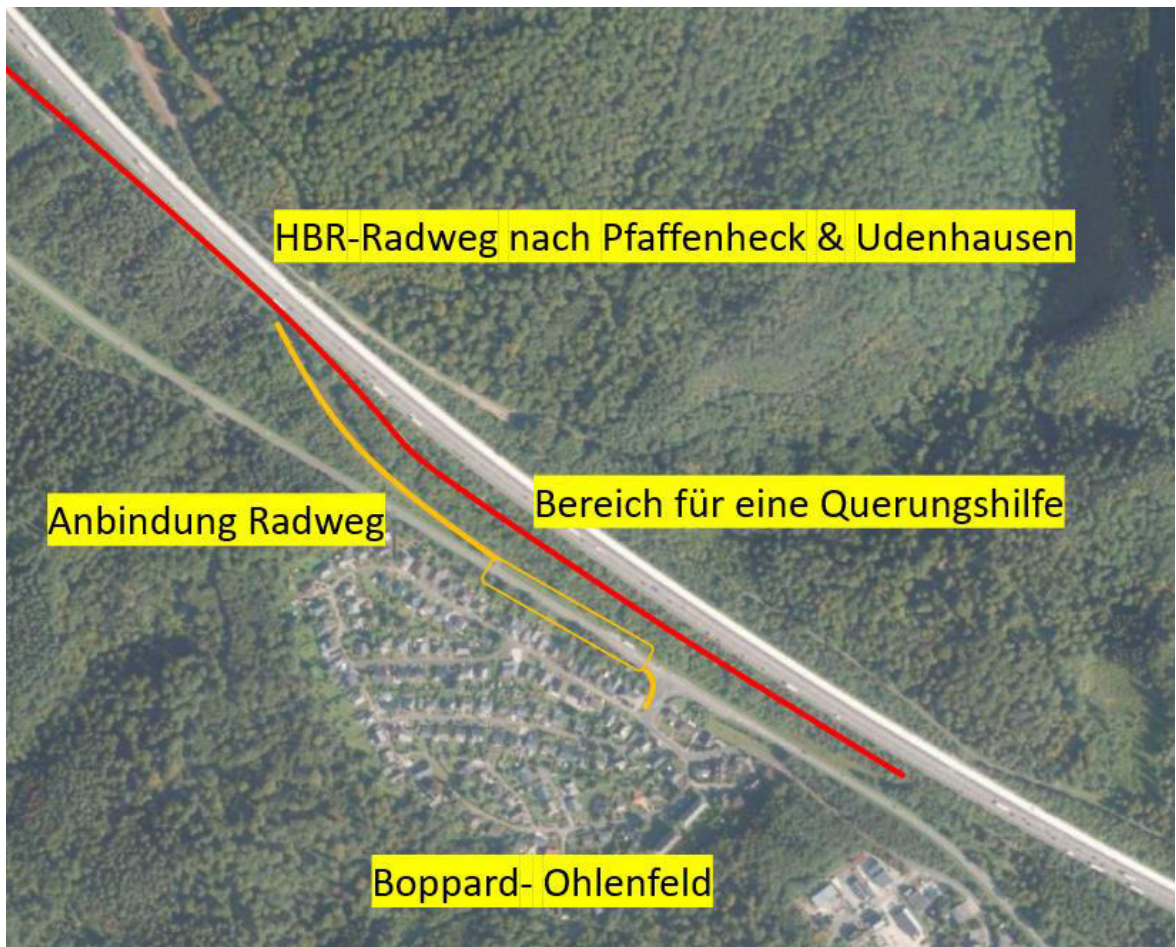 HBR-Radweg nach Pfaffenheck & Udenhausen
Bereich für eine Querungshilfe
Anbindung Radweg
Boppard- Ohlenfeld